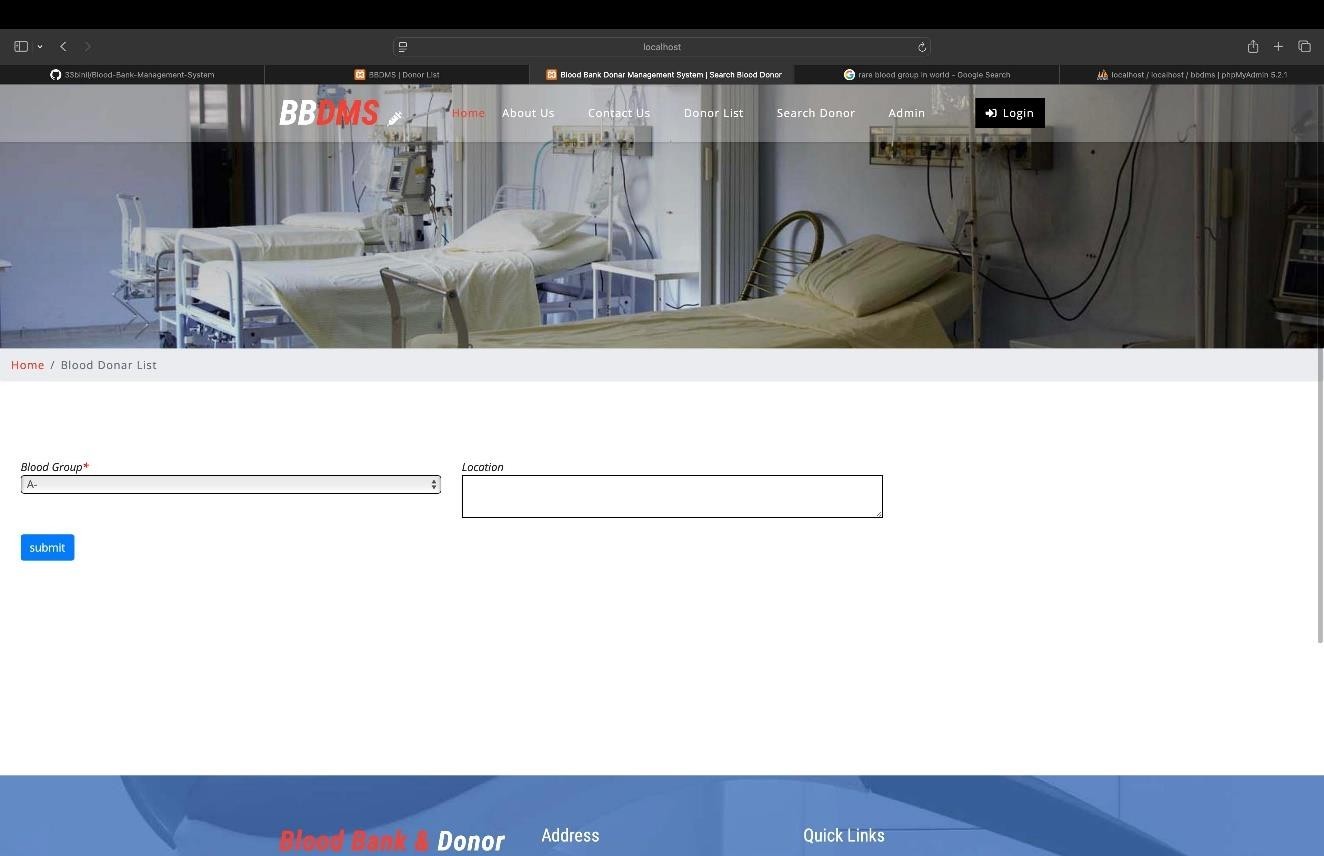 localhost
33binil/Blood-Bank-Management-System
BBDMS | Donor List
Blood Bank Donar Management System | Search Blood Donor
rare blood group in world - Google Search
localhost / localhost / bbdms | phpMyAdmin 5.2.1
BBDMS Home About Us Contact Us Donor List Search Donor Admin Login
Home / Blood Donar List
Blood Group* Location
A-
submit
Blood Bank & Donor Address Quick Links